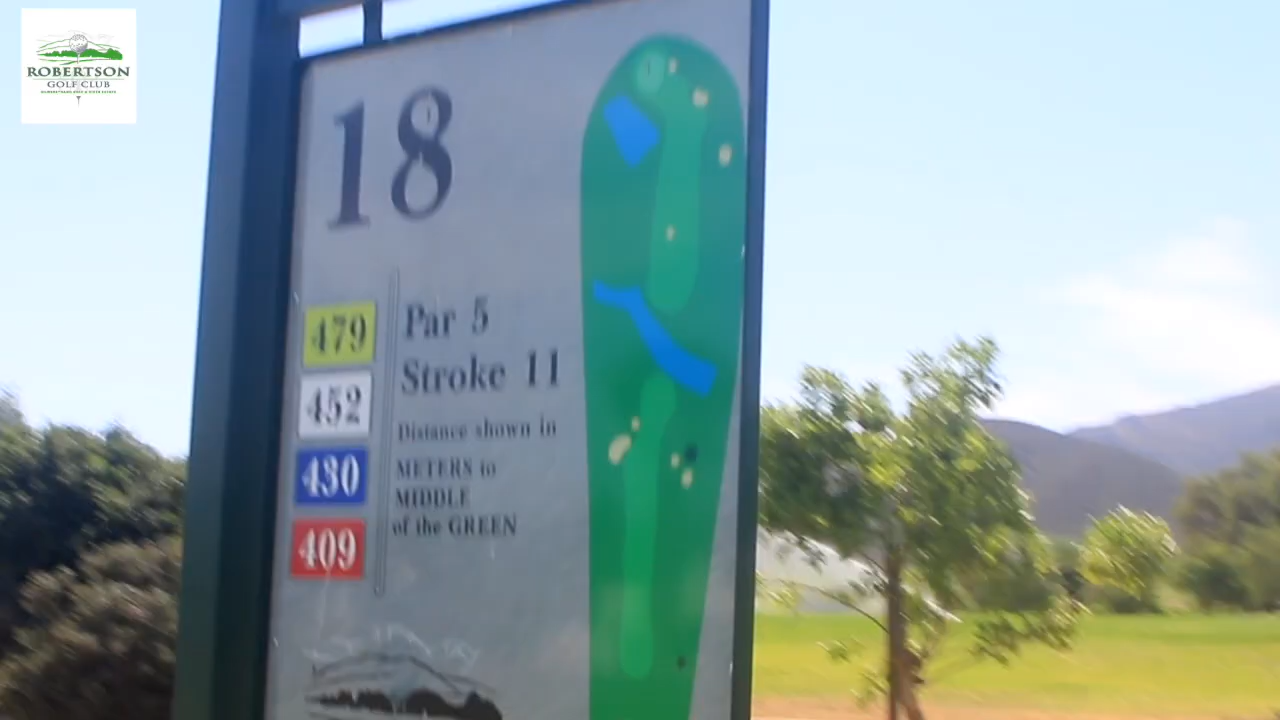 ROBERTSON
GOLF CLUB
18
479
452
430
409
Par 5
Stroke 11
Distance shown in
METERS to
MIDDLE
of the GREEN